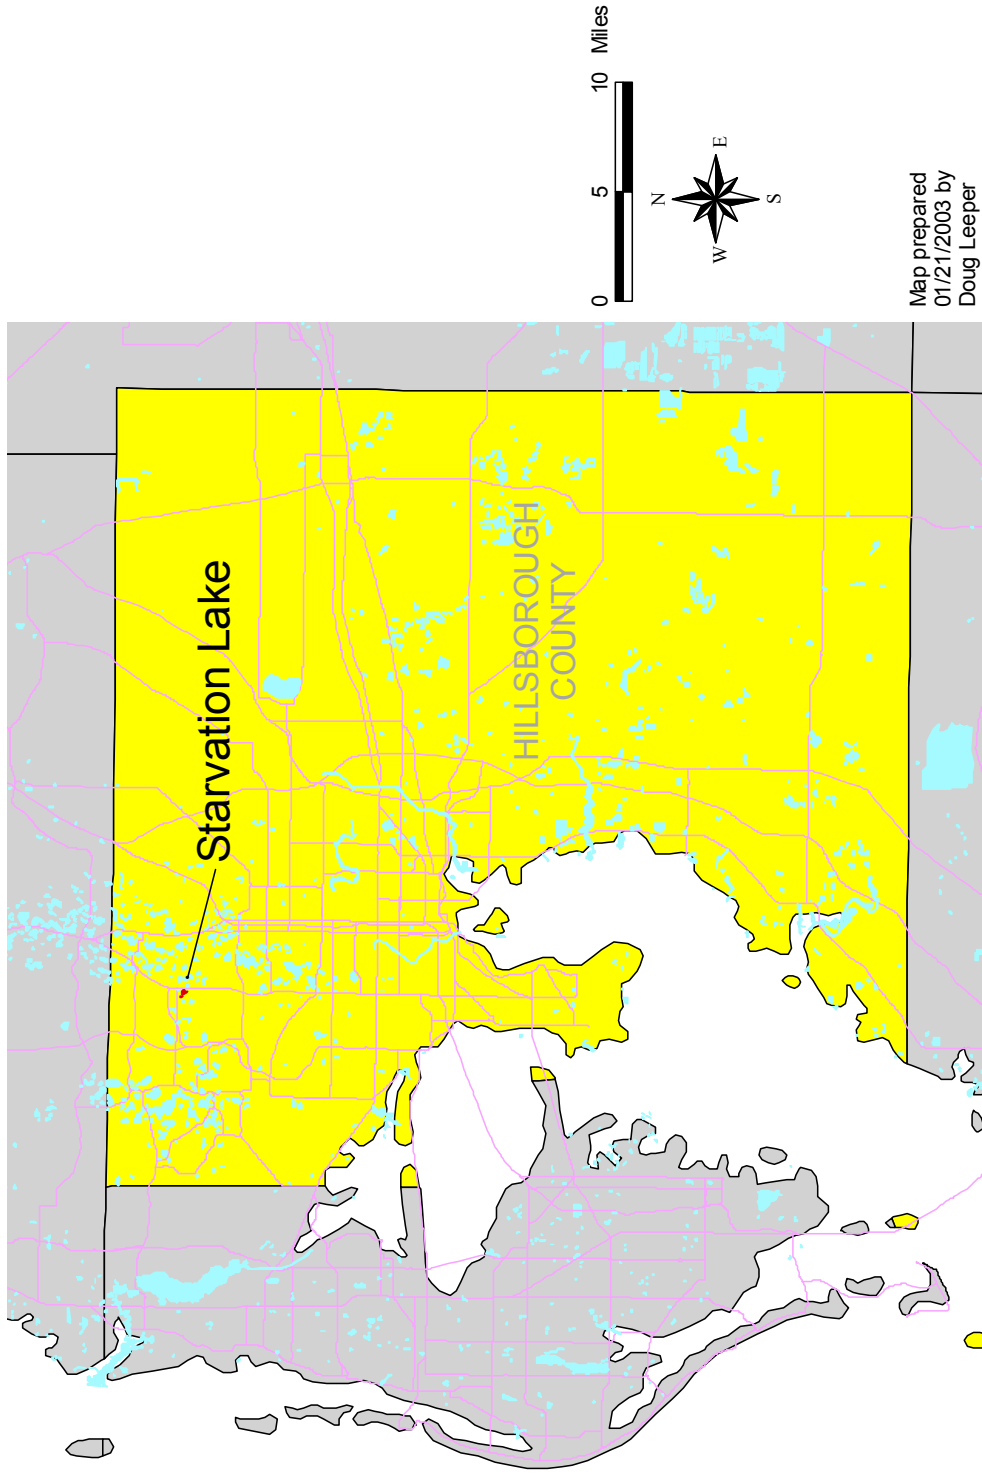 Starvation Lake
HILLSBOROUGH
COUNTY
0 5 10 Miles
N
W E
S
Map prepared
01/21/2003 by
Doug Leeper